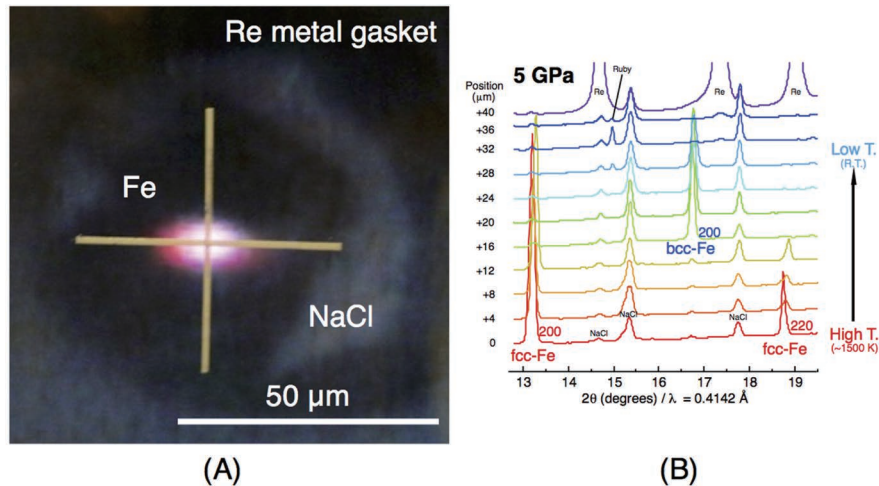 Re metal gasket
Fe
NaCl
50 μm
(A)
5 GPa
Position
(μm)
+40
+36
+32
+28
+24
+20
+16
+12
+8
+4
0
Re
Ruby
Re
Re
200
bcc-Fe
NaCl
NaCl
NaCl
200
fcc-Fe
220
fcc-Fe
Low T.
(R.T.)
High T.
(~1500 K)
13 14 15 16 17 18 19
2θ (degrees) / λ = 0.4142 Å
(B)